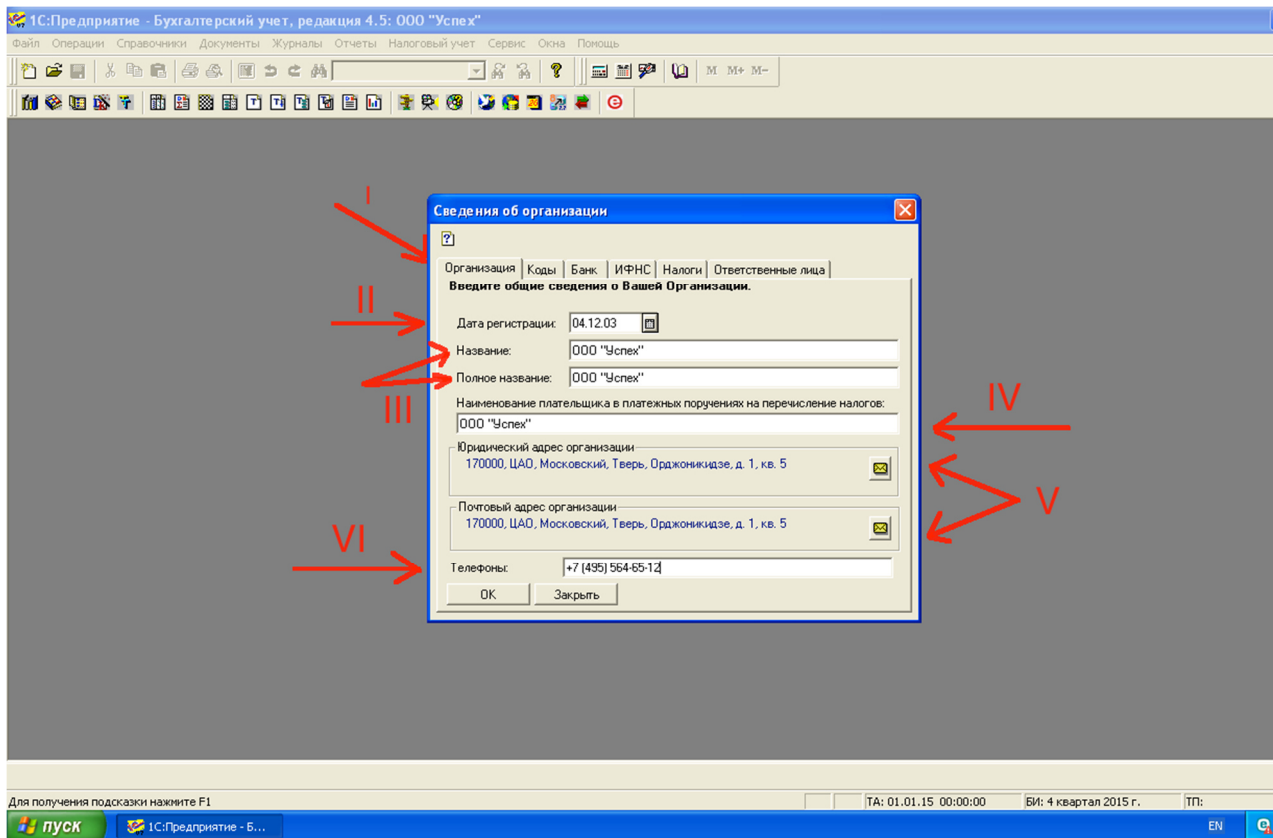 1С:Предприятие - Бухгалтерский учет, редакция 4.5: ООО "Успех"
Файл Операции Справочники Документы Журналы Отчеты Налоговый учет Сервис Окна Помощь
M M+ M-
I
Сведения об организации
Организация Коды Банк ИФНС Налоги Ответственные лица
Введите общие сведения о Вашей Организации.
II
Дата регистрации: 04.12.03
Название: ООО "Успех"
Полное название: ООО "Успех"
III
Наименование плательщика в платежных поручениях на перечисление налогов:
IV
ООО "Успех"
Юридический адрес организации
170000, ЦАО, Московский, Тверь, Орджоникидзе, д. 1, кв. 5
V
Почтовый адрес организации
170000, ЦАО, Московский, Тверь, Орджоникидзе, д. 1, кв. 5
VI
Телефоны: +7 (495) 564-65-12
OK Закрыть
Для получения подсказки нажмите F1
ТА: 01.01.15 00:00:00 БИ: 4 квартал 2015 г. ТП:
пуск 1С:Предприятие - Б... EN